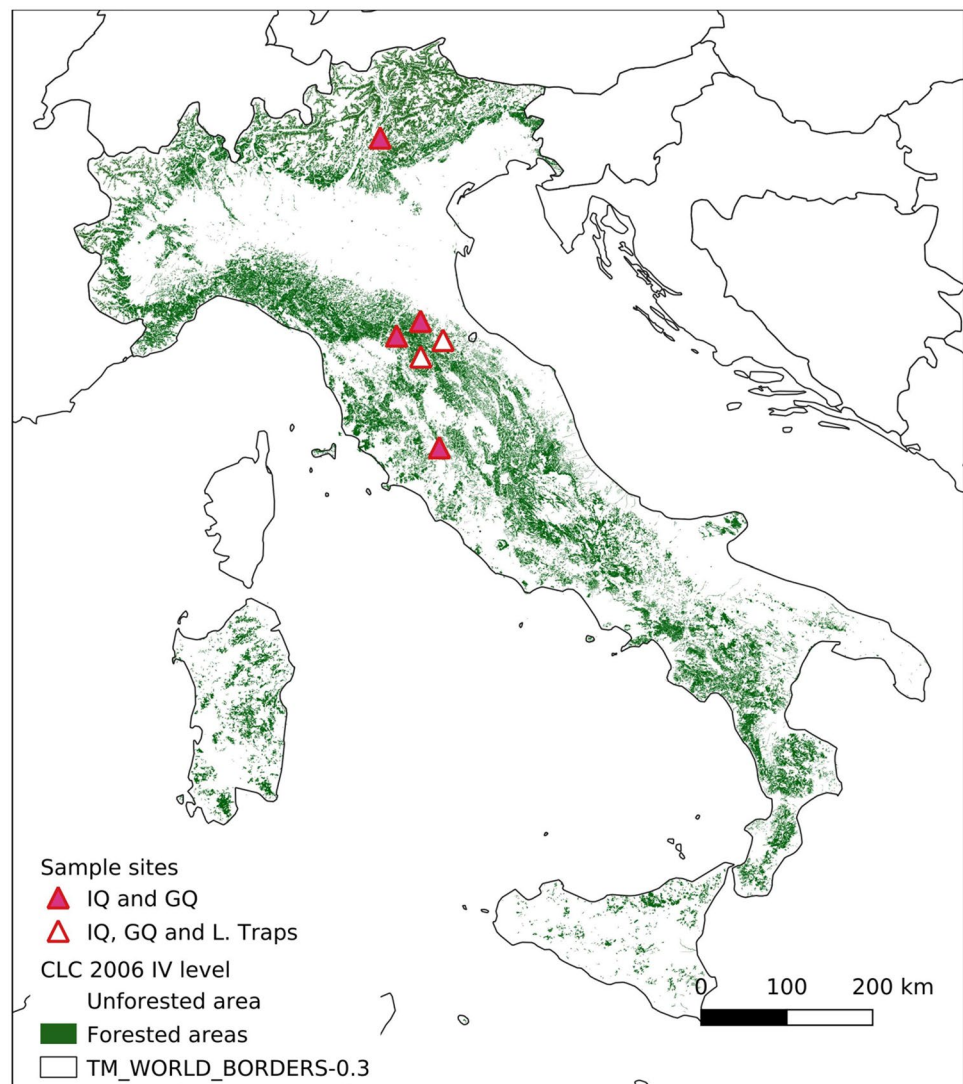 Sample sites
IQ and GQ
IQ, GQ and L. Traps
CLC 2006 IV level
Unforested area
Forested areas
TM_WORLD_BORDERS-0.3
0 100 200 km